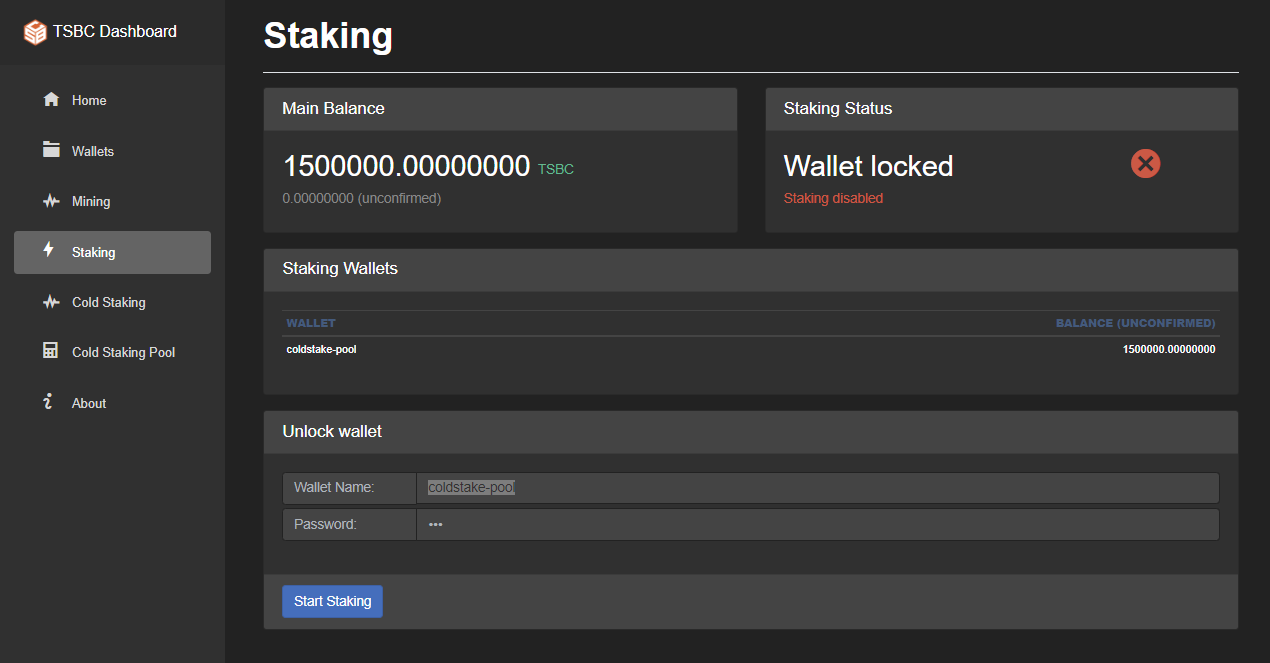 TSBC Dashboard
Home
Wallets
Mining
Staking
Cold Staking
Cold Staking Pool
About
Staking
Main Balance
1500000.00000000 TSBC
0.00000000 (unconfirmed)
Staking Status
Wallet locked
Staking disabled
Staking Wallets
WALLET BALANCE (UNCONFIRMED)
coldstake-pool 1500000.00000000
Unlock wallet
Wallet Name: coldstake-pool
Password: •••
Start Staking